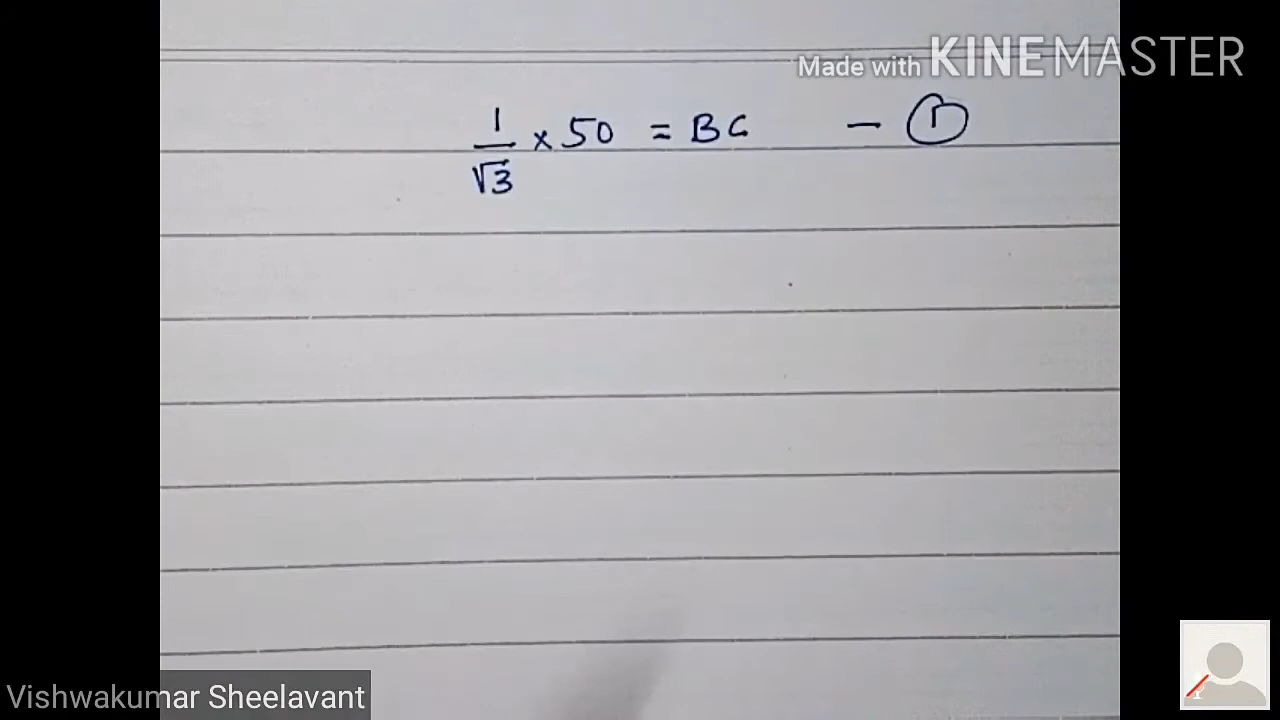 Made with KINEMASTER
1/√3 × 50 = BC — ①
Vishwakumar Sheelavant